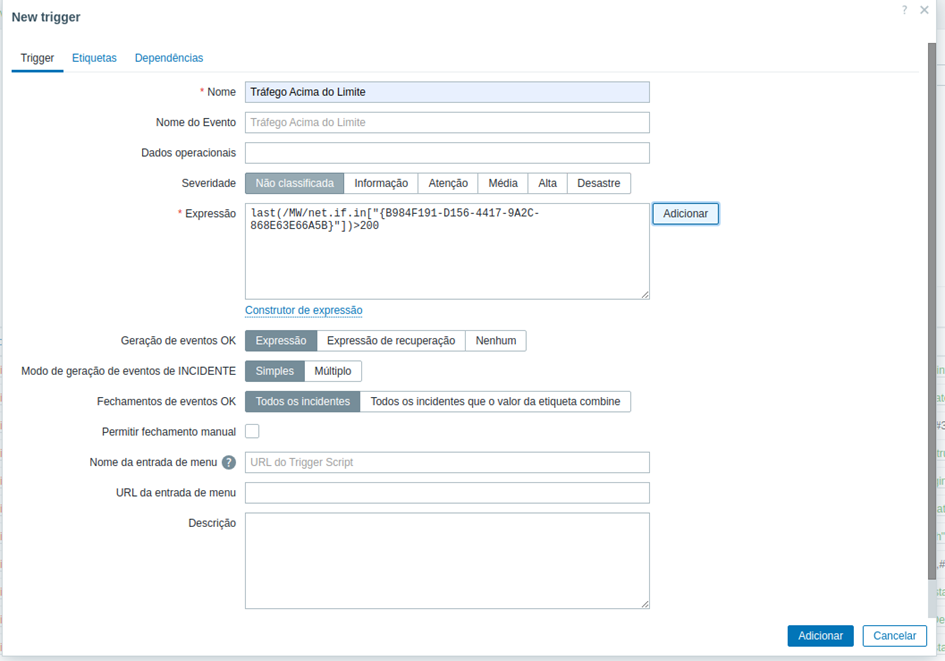 New trigger
?
Trigger Etiquetas Dependências
* Nome Tráfego Acima do Limite
Nome do Evento Tráfego Acima do Limite
Dados operacionais
Severidade Não classificada Informação Atenção Média Alta Desastre
* Expressão last(/MW/net.if.in["{B984F191-D156-4417-9A2C-
868E63E66A5B}"])>200
Adicionar
Construtor de expressão
Geração de eventos OK Expressão Expressão de recuperação Nenhum
Modo de geração de eventos de INCIDENTE Simples Múltiplo
Fechamentos de eventos OK Todos os incidentes Todos os incidentes que o valor da etiqueta combine
Permitir fechamento manual
Nome da entrada de menu ? URL do Trigger Script
URL da entrada de menu
Descrição
Adicionar Cancelar